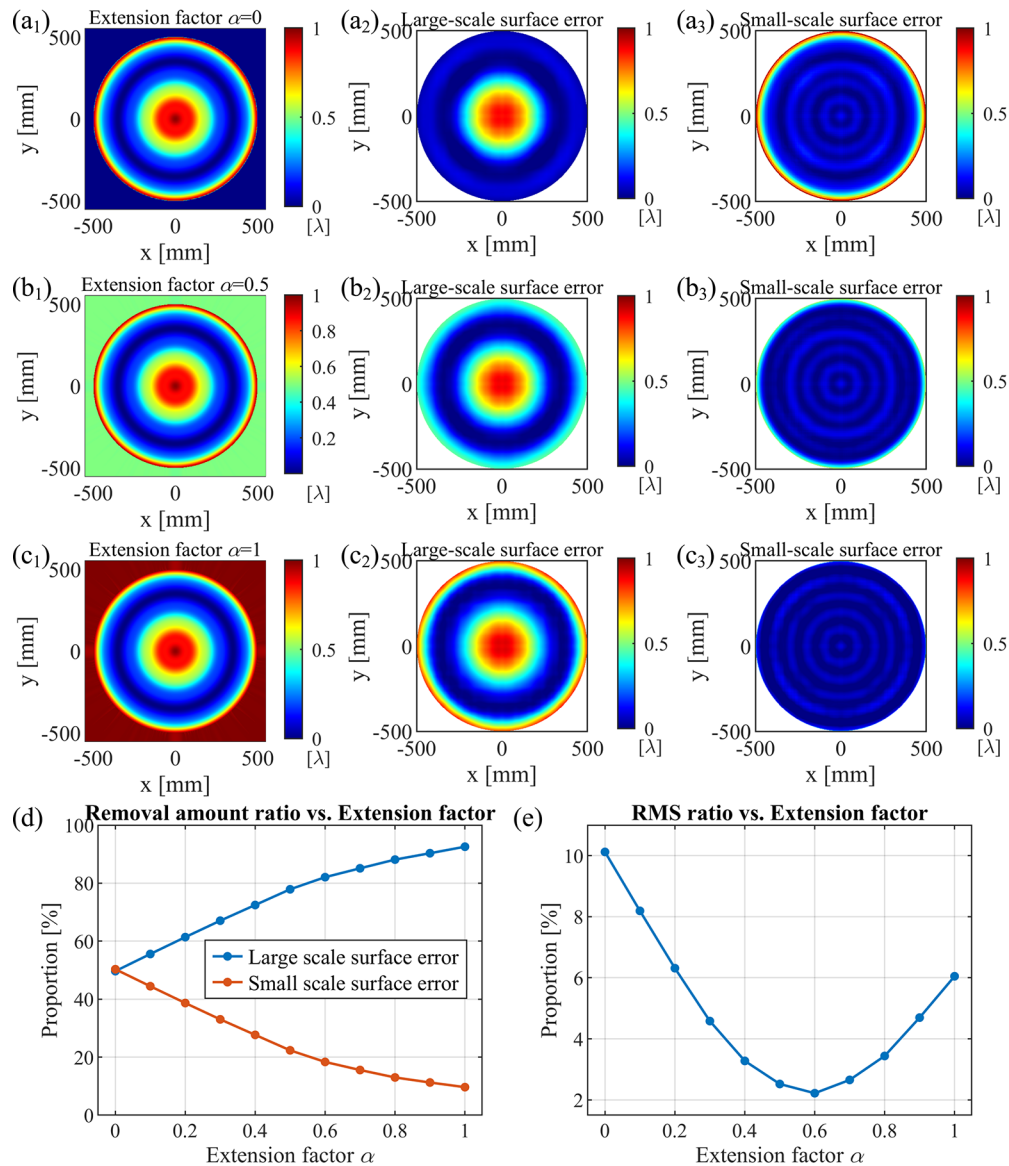 (a1) Extension factor α=0
500
0
-500
y [mm]
-500 0 500
x [mm]
1
0.5
0
[λ]
(a2) Large-scale surface error
500
0
-500
y [mm]
-500 0 500
x [mm]
1
0.5
0
[λ]
(a3) Small-scale surface error
500
0
-500
y [mm]
-500 0 500
x [mm]
1
0.5
0
[λ]
(b1) Extension factor α=0.5
500
0
-500
y [mm]
-500 0 500
x [mm]
1
0.8
0.6
0.4
0.2
[λ]
(b2) Large-scale surface error
500
0
-500
y [mm]
-500 0 500
x [mm]
1
0.5
0
[λ]
(b3) Small-scale surface error
500
0
-500
y [mm]
-500 0 500
x [mm]
1
0.5
0
[λ]
(c1) Extension factor α=1
500
0
-500
y [mm]
-500 0 500
x [mm]
1
0.5
0
[λ]
(c2) Large-scale surface error
500
0
-500
y [mm]
-500 0 500
x [mm]
1
0.5
0
[λ]
(c3) Small-scale surface error
500
0
-500
y [mm]
-500 0 500
x [mm]
1
0.5
0
[λ]
(d) Removal amount ratio vs. Extension factor
100
80
60
40
20
0
Proportion [%]
Large scale surface error
Small scale surface error
0 0.2 0.4 0.6 0.8 1
Extension factor α
(e) RMS ratio vs. Extension factor
10
8
6
4
2
Proportion [%]
0 0.2 0.4 0.6 0.8 1
Extension factor α